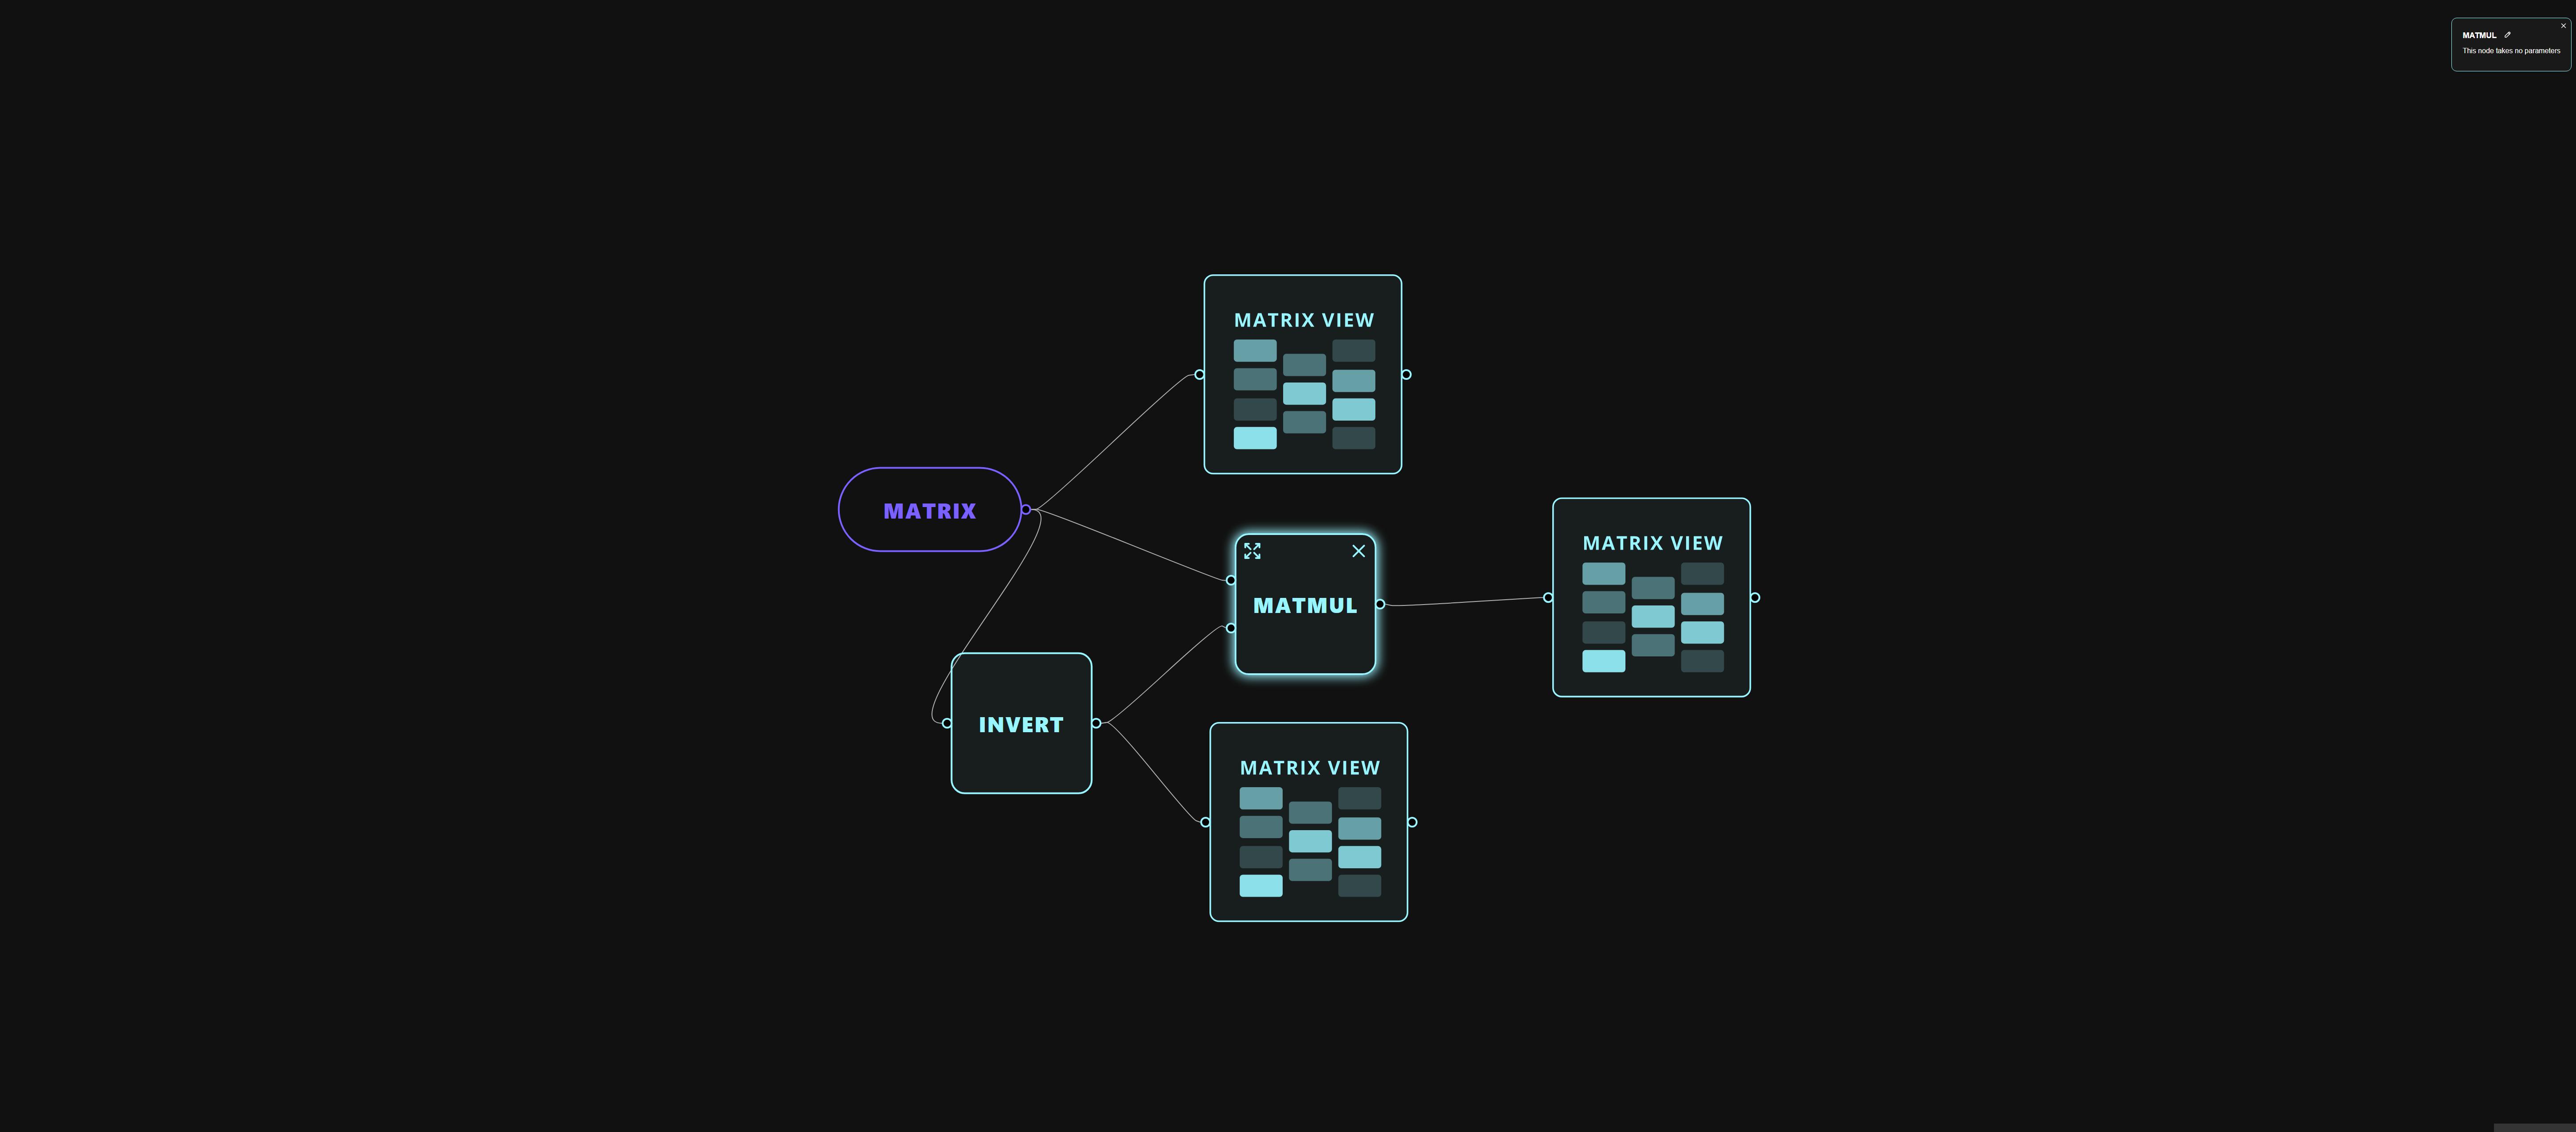 MATMUL
This node takes no parameters
MATRIX VIEW
MATRIX
MATRIX VIEW
MATMUL
INVERT
MATRIX VIEW